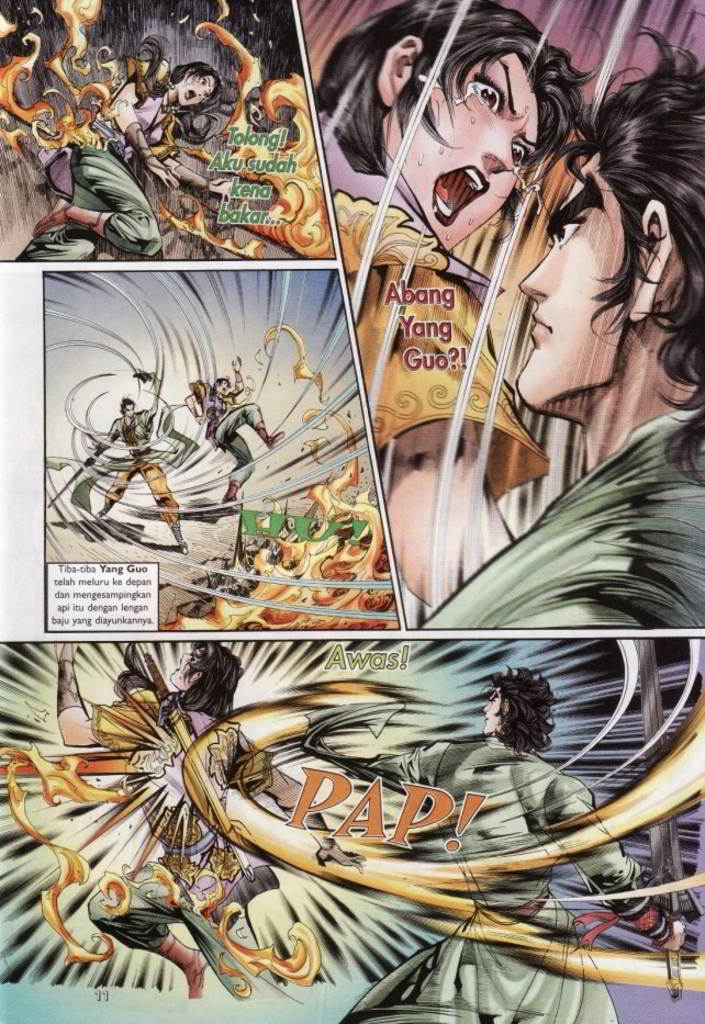 Tolong!
Aku sudah
kena
bakar...
Abang
Yang
Guo?!
HUT!
Tiba-tiba Yang Guo
telah meluru ke depan
dan mengesampingkan
api itu dengan lengan
baju yang diayunkannya.
Awas!
PAP!
11